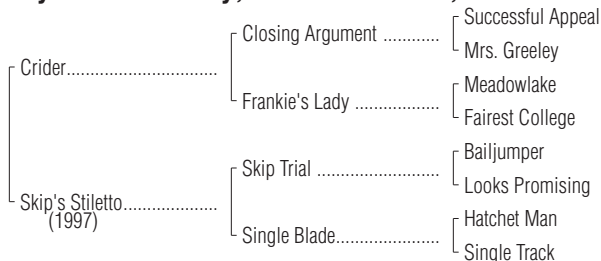 Successful Appeal
Closing Argument ............
Mrs. Greeley
Crider................................
Meadowlake
Frankie's Lady ..................
Fairest College
Bailjumper
Skip Trial ..........................
Looks Promising
Skip's Stiletto....................
(1997)
Hatchet Man
Single Blade......................
Single Track